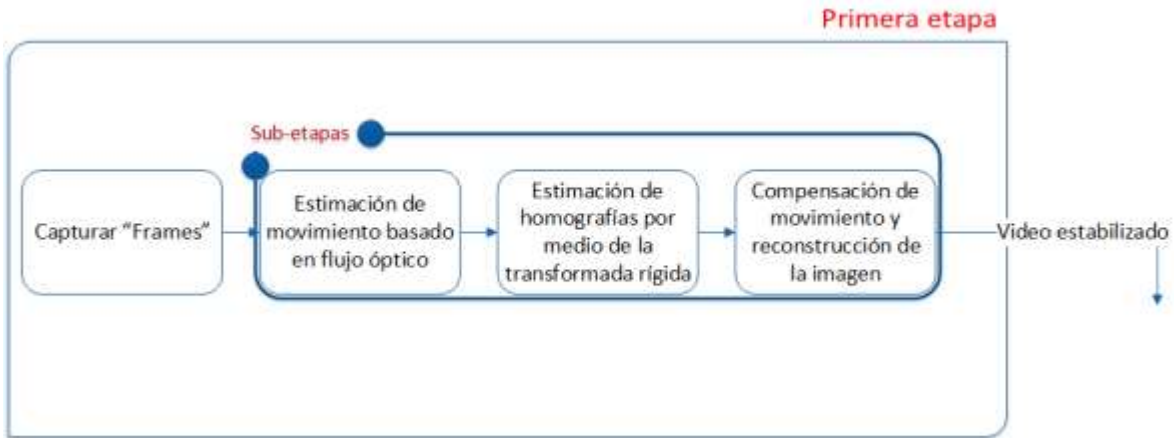 Primera etapa
Sub-etapas
Capturar “Frames”
Estimación de
movimiento basado
en flujo óptico
Estimación de
homografías por
medio de la
transformada rígida
Compensación de
movimiento y
reconstrucción de
la imagen
Video estabilizado